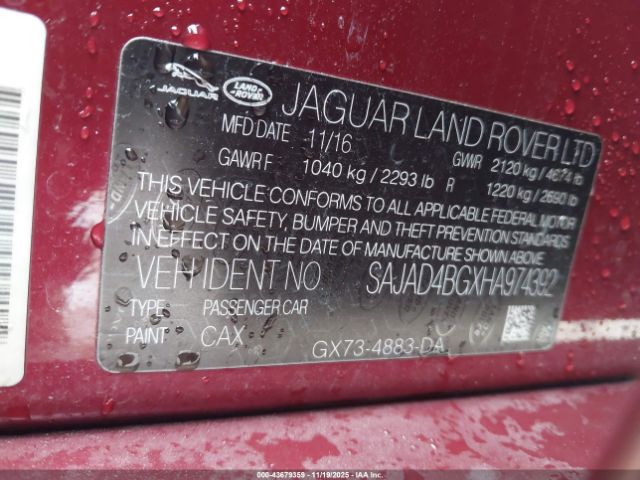 JAGUAR
LAND ROVER
JAGUAR LAND ROVER LTD
MFD DATE 11/16 GVWR 2120 kg / 4674 lb
GAWR F 1040 kg / 2293 lb R 1220 kg / 2690 lb
THIS VEHICLE CONFORMS TO ALL APPLICABLE FEDERAL MOTOR
VEHICLE SAFETY, BUMPER AND THEFT PREVENTION STANDARDS
IN EFFECT ON THE DATE OF MANUFACTURE SHOWN ABOVE.
VEH IDENT NO. SAJAD4BGXHA974392
TYPE PASSENGER CAR
PAINT CAX
GX73-4883-DA
000-43679359 - 11/19/2025 - IAAI.COM